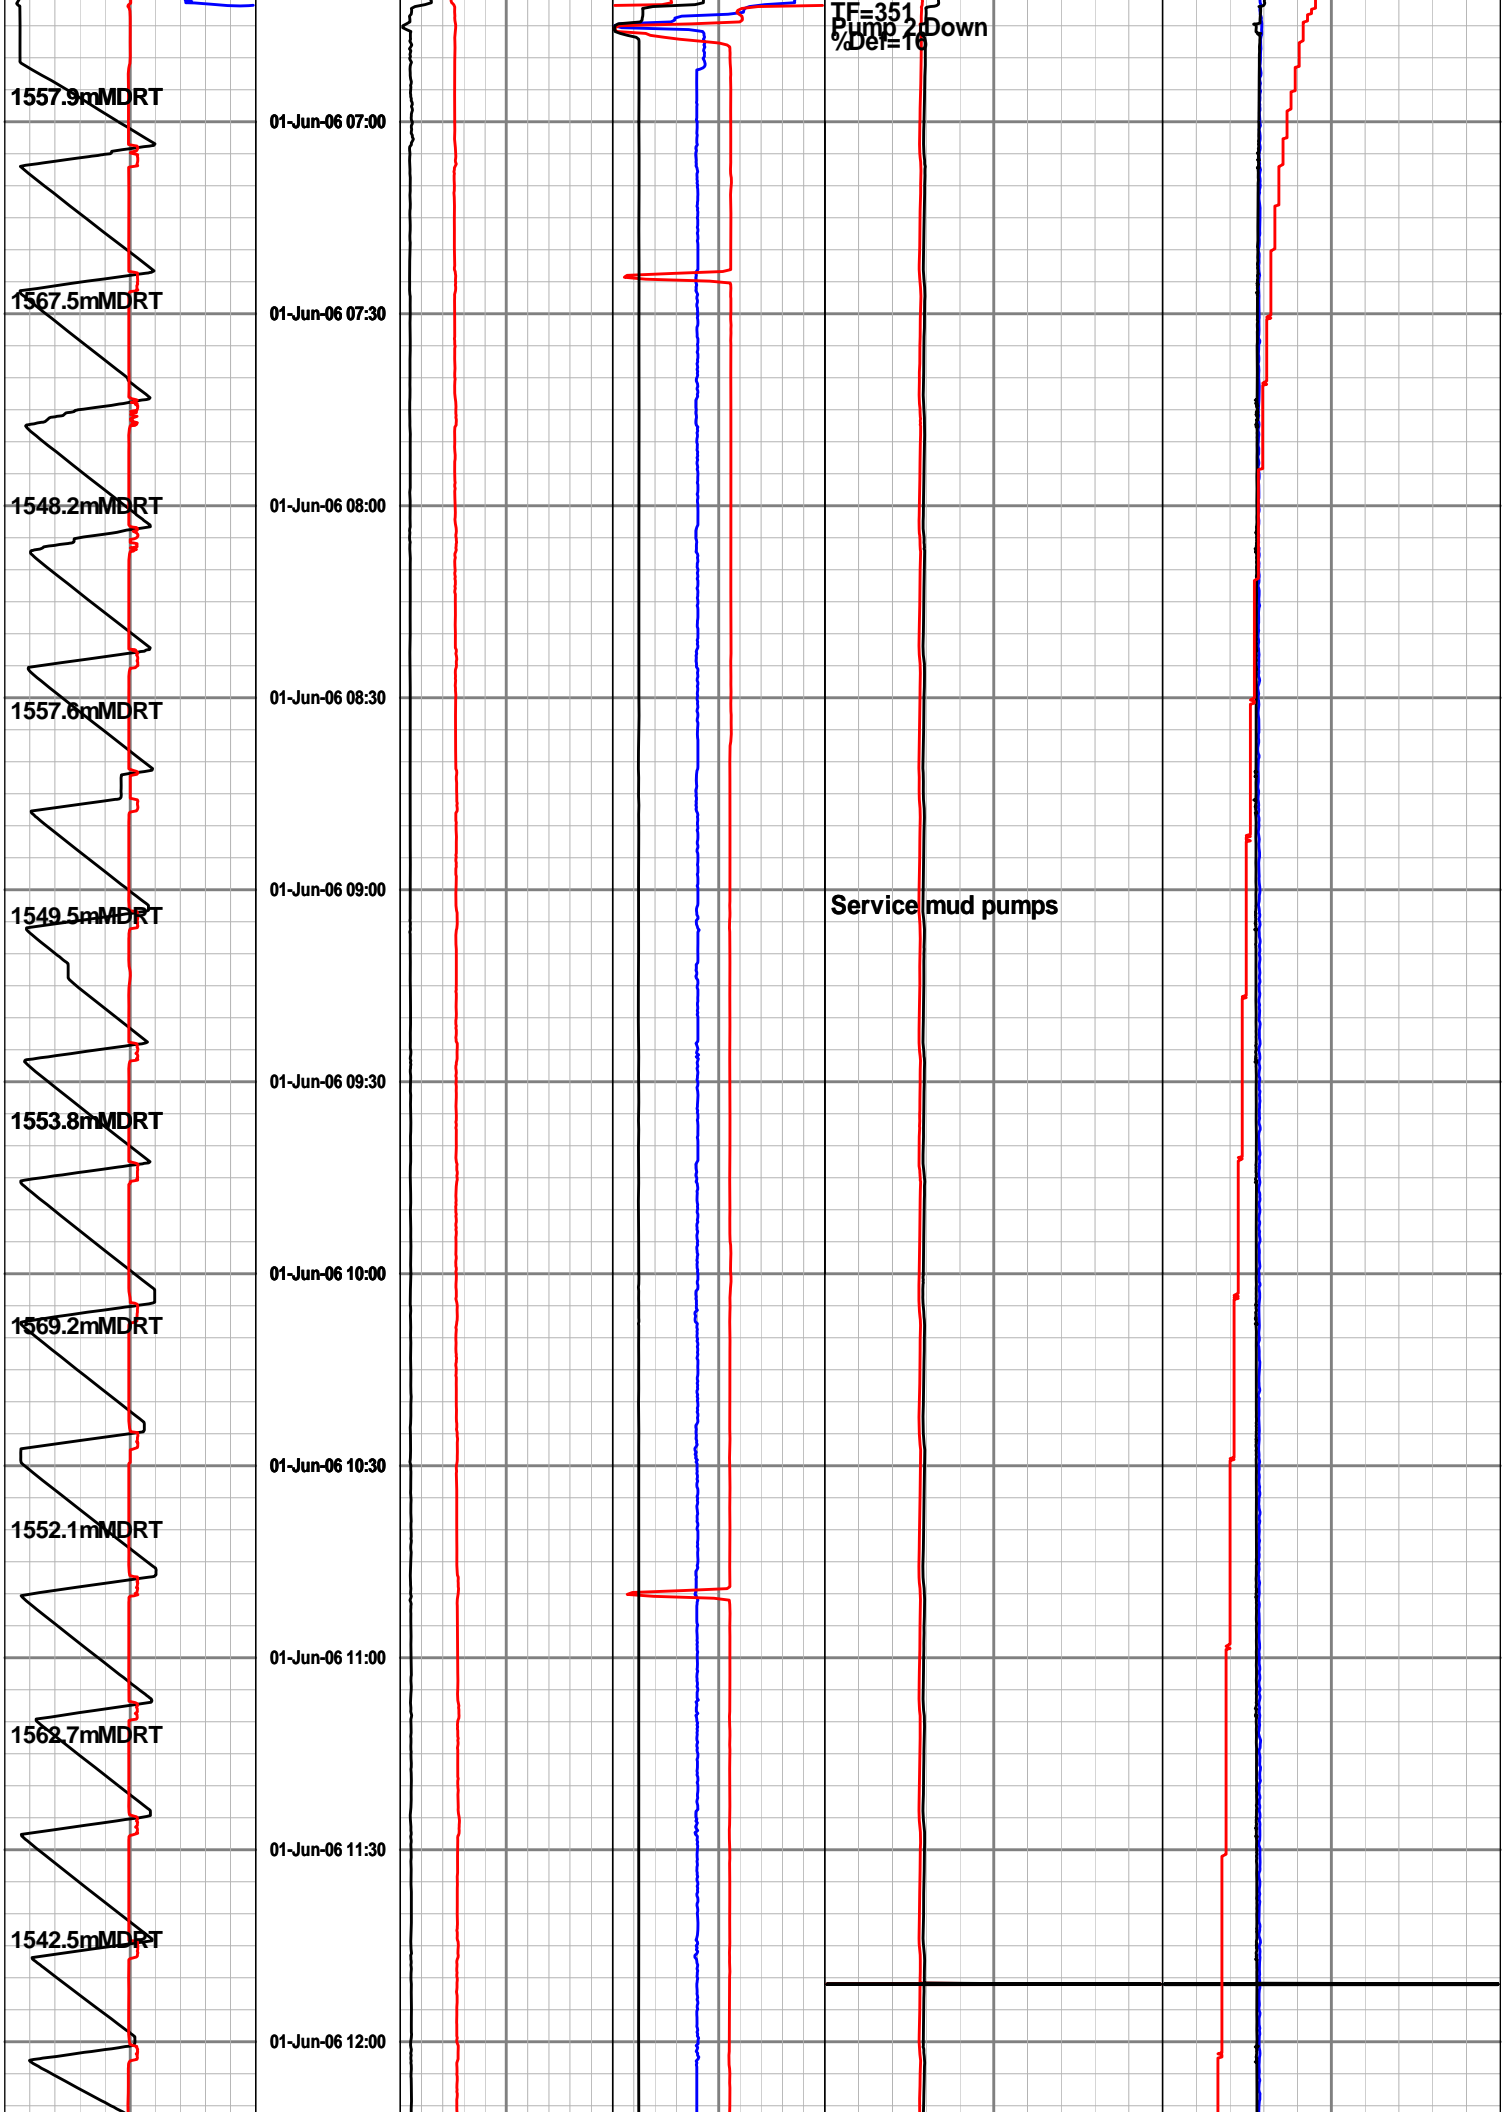 TF=351
Pump 2 Down
%Def=16
1557.9mMDRT
01-Jun-06 07:00
1567.5mMDRT
01-Jun-06 07:30
1548.2mMDRT
01-Jun-06 08:00
01-Jun-06 08:30
1557.6mMDRT
01-Jun-06 09:00
Service mud pumps
1549.5mMDRT
01-Jun-06 09:30
1553.8mMDRT
01-Jun-06 10:00
1569.2mMDRT
01-Jun-06 10:30
1552.1mMDRT
01-Jun-06 11:00
1562.7mMDRT
01-Jun-06 11:30
1542.5mMDRT
01-Jun-06 12:00